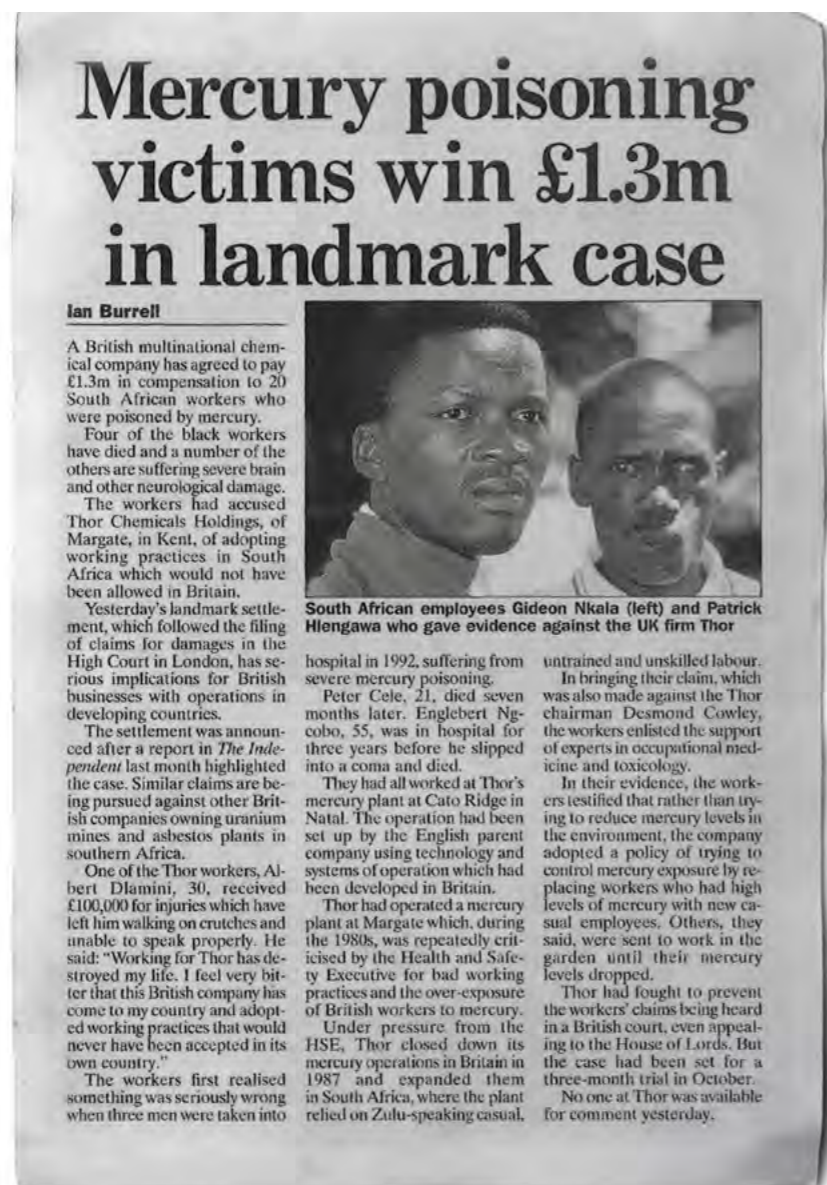 Mercury poisoning
victims win £1.3m
in landmark case
Ian Burrell
A British multinational chem-
ical company has agreed to pay
£1.3m in compensation to 20
South African workers who
were poisoned by mercury.
Four of the black workers
have died and a number of the
others are suffering severe brain
and other neurological damage.
The workers had accused
Thor Chemicals Holdings, of
Margate, in Kent, of adopting
working practices in South
Africa which would not have
been allowed in Britain.
Yesterday's landmark settle-
ment, which followed the filing
of claims for damages in the
High Court in London, has se-
rious implications for British
businesses with operations in
developing countries.
The settlement was announ-
ced after a report in The Inde-
pendent last month highlighted
the case. Similar claims are be-
ing pursued against other Brit-
ish companies owning uranium
mines and asbestos plants in
southern Africa.
One of the Thor workers, Al-
bert Dlamini, 30, received
£100,000 for injuries which have
left him walking on crutches and
unable to speak properly. He
said: "Working for Thor has de-
stroyed my life. I feel very bit-
ter that this British company has
come to my country and adopt-
ed working practices that would
never have been accepted in its
own country."
The workers first realised
something was seriously wrong
when three men were taken into
South African employees Gideon Nkala (left) and Patrick
Hlengawa who gave evidence against the UK firm Thor
hospital in 1992, suffering from
severe mercury poisoning.
Peter Cele, 21, died seven
months later. Englebert Ng-
cobo, 55, was in hospital for
three years before he slipped
into a coma and died.
They had all worked at Thor's
mercury plant at Cato Ridge in
Natal. The operation had been
set up by the English parent
company using technology and
systems of operation which had
been developed in Britain.
Thor had operated a mercury
plant at Margate which, during
the 1980s, was repeatedly crit-
icised by the Health and Safe-
ty Executive for bad working
practices and the over-exposure
of British workers to mercury.
Under pressure from the
HSE, Thor closed down its
mercury operations in Britain in
1987 and expanded them
in South Africa, where the plant
relied on Zulu-speaking casual,
untrained and unskilled labour.
In bringing their claim, which
was also made against the Thor
chairman Desmond Cowley,
the workers enlisted the support
of experts in occupational med-
icine and toxicology.
In their evidence, the work-
ers testified that rather than try-
ing to reduce mercury levels in
the environment, the company
adopted a policy of trying to
control mercury exposure by re-
placing workers who had high
levels of mercury with new ca-
sual employees. Others, they
said, were sent to work in the
garden until their mercury
levels dropped.
Thor had fought to prevent
the workers' claims being heard
in a British court, even appeal-
ing to the House of Lords. But
the case had been set for a
three-month trial in October.
No one at Thor was available
for comment yesterday.